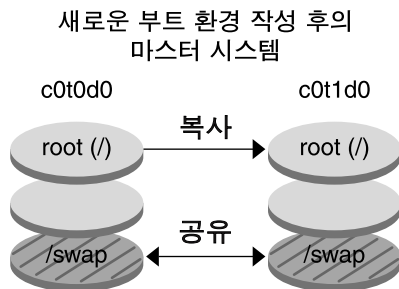 새로운 부트 환경 작성 후의
마스터 시스템
c0t0d0 c0t1d0
복사
root (/) root (/)
공유
/swap /swap